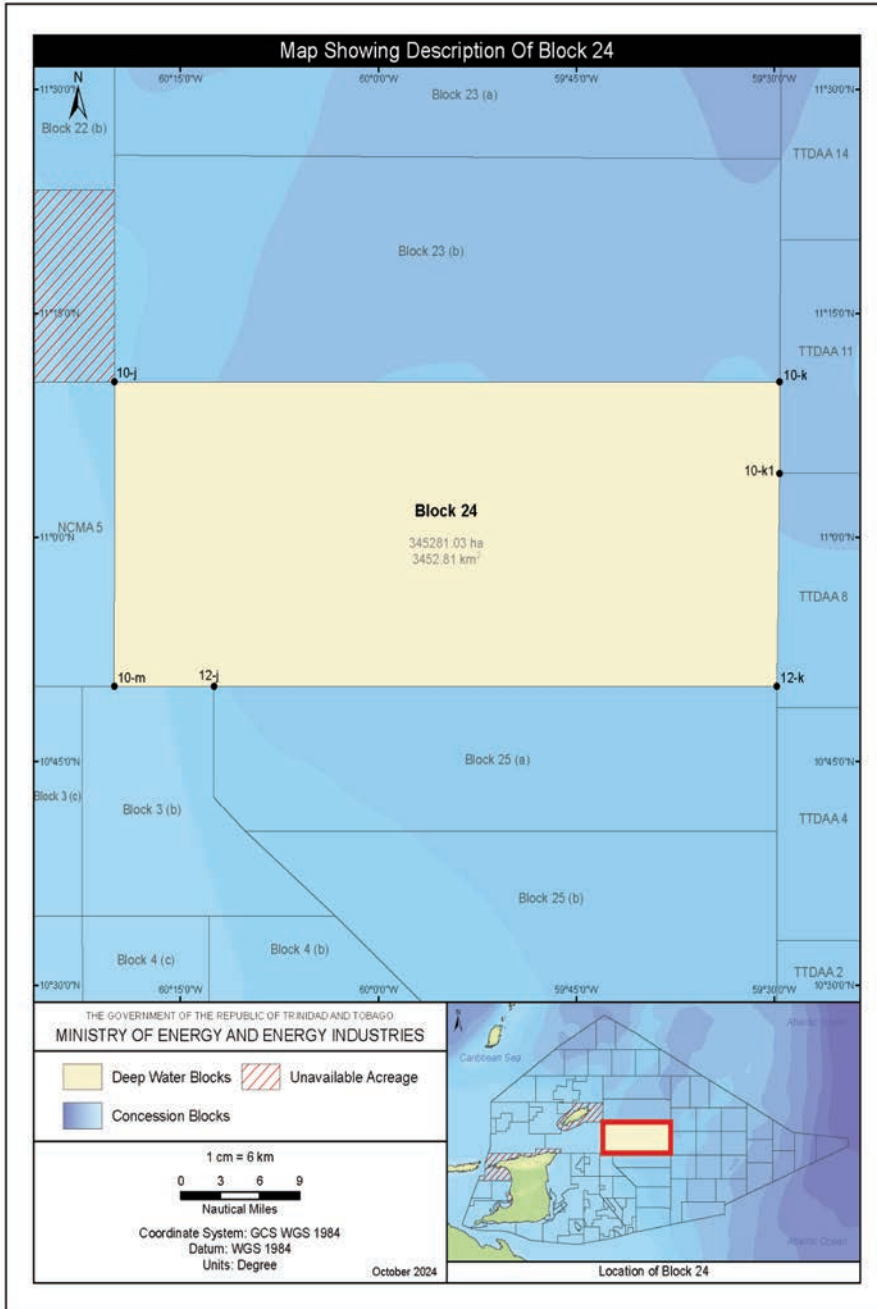 Map Showing Description Of Block 24
60°15'0"W
60°0'0"W
59°45'0"W
59°30'0"W
N
11°30'0"N
11°30'0"N
Block 22 (b)
Block 23 (a)
TTDAA 14
Block 23 (b)
11°15'0"N
11°15'0"N
TTDAA 11
10-j
10-k
10-k1
Block 24
345281.03 ha
3452.81 km²
NCMA 5
11°0'0"N
11°0'0"N
TTDAA 8
10-m
12-j
12-k
Block 25 (a)
10°45'0"N
10°45'0"N
Block 3 (c)
Block 3 (b)
TTDAA 4
Block 25 (b)
Block 4 (b)
Block 4 (c)
TTDAA 2
10°30'0"N
60°15'0"W
60°0'0"W
59°45'0"W
59°30'0"W
10°30'0"N
THE GOVERNMENT OF THE REPUBLIC OF TRINIDAD AND TOBAGO
MINISTRY OF ENERGY AND ENERGY INDUSTRIES
Deep Water Blocks
Unavailable Acreage
Concession Blocks
1 cm = 6 km
0 3 6 9
Nautical Miles
Coordinate System: GCS WGS 1984
Datum: WGS 1984
Units: Degree
October 2024
N
Caribbean Sea
Atlantic Ocean
Atlantic Ocean
Location of Block 24